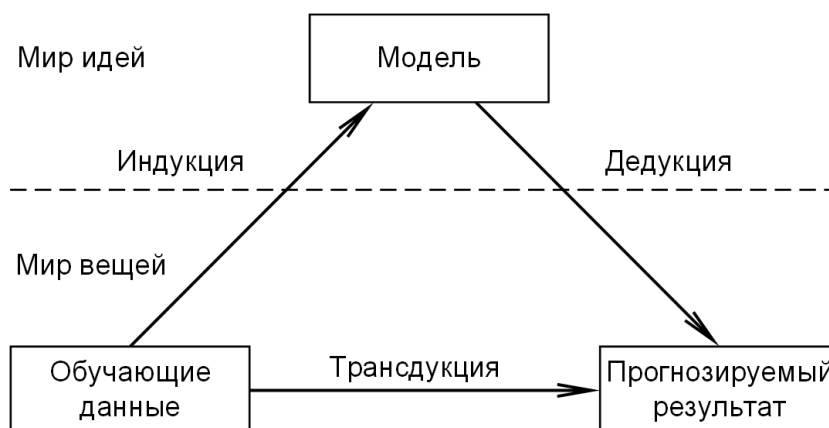 Мир идей
Модель
Индукция
Дедукция
Мир вещей
Обучающие
данные
Трансдукция
Прогнозируемый
результат